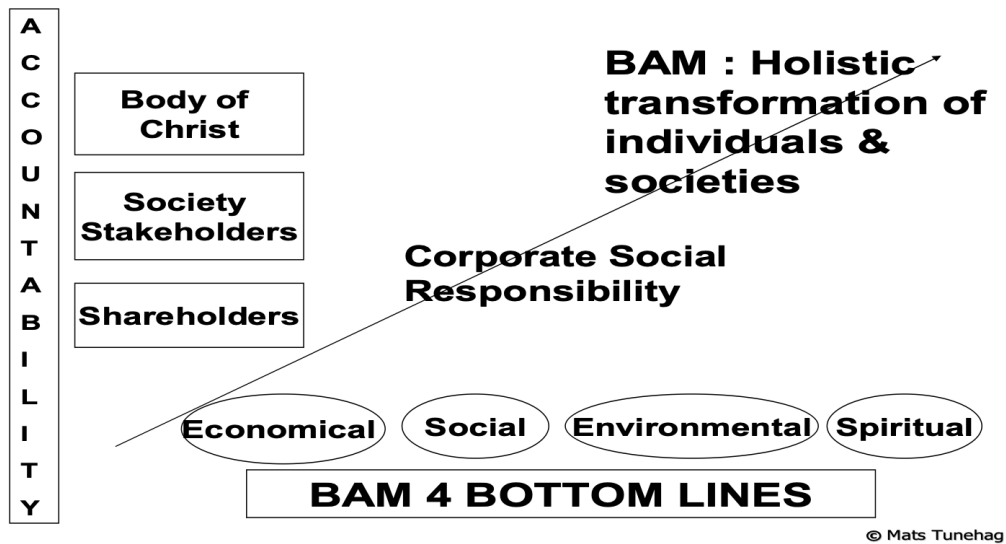 ACCOUNTABILITY
Body of
Christ
Society
Stakeholders
Shareholders
BAM : Holistic
transformation of
individuals &
societies
Corporate Social
Responsibility
Economical
Social
Environmental
Spiritual
BAM 4 BOTTOM LINES
© Mats Tunehag